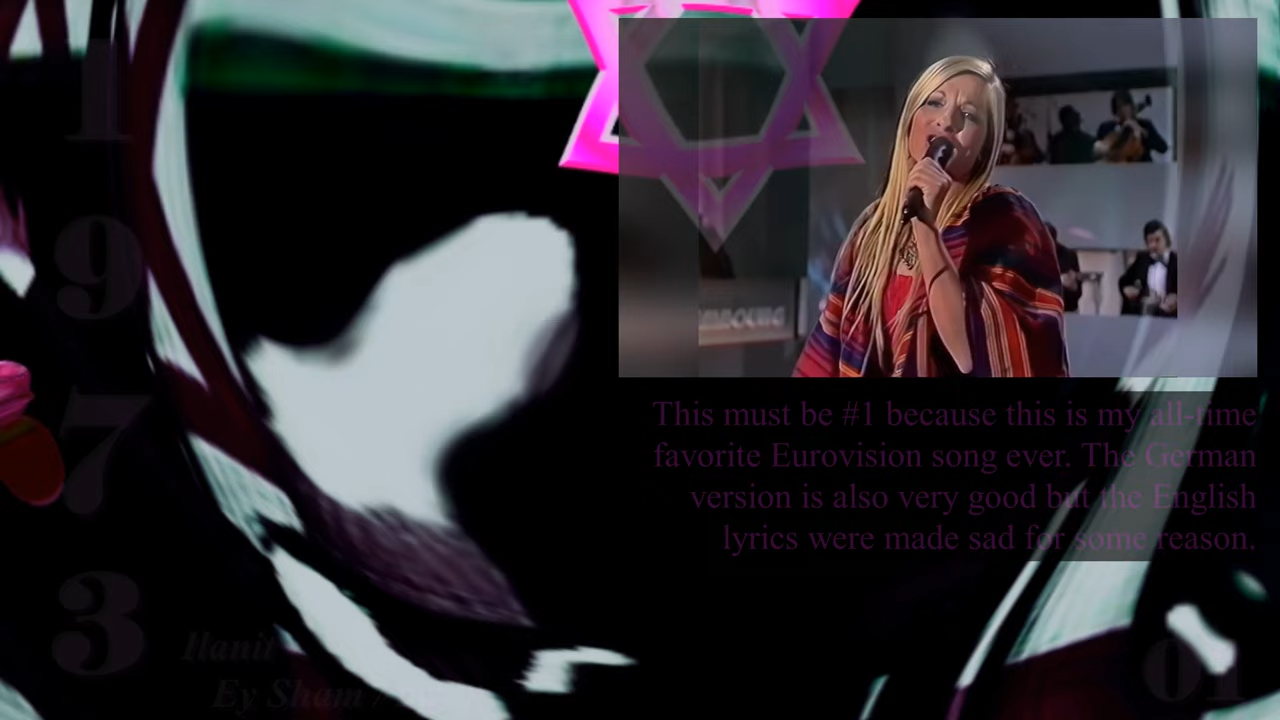 1
9
7
3
This must be #1 because this is my all-time
favorite Eurovision song ever. The German
version is also very good but the English
lyrics were made sad for some reason.
Ilanit
Ey Sham
01